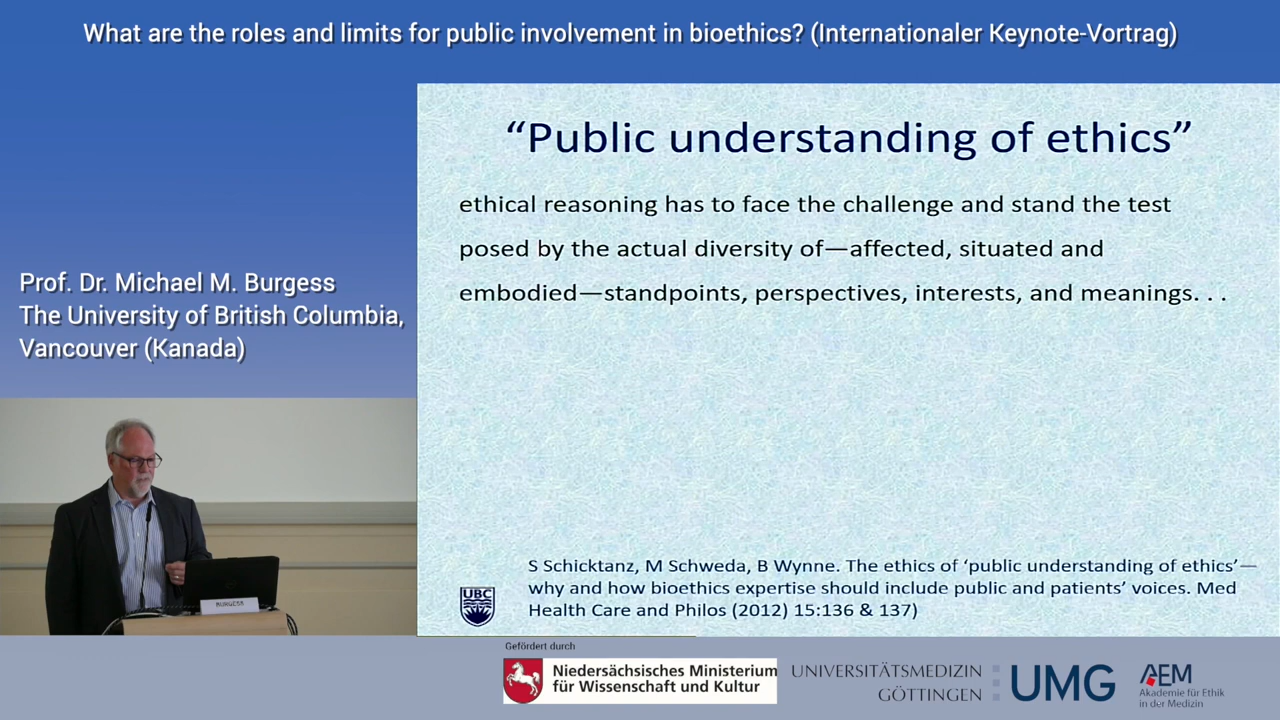 What are the roles and limits for public involvement in bioethics? (Internationaler Keynote-Vortrag)
Prof. Dr. Michael M. Burgess
The University of British Columbia,
Vancouver (Kanada)
BURGESS
“Public understanding of ethics”
ethical reasoning has to face the challenge and stand the test
posed by the actual diversity of—affected, situated and
embodied—standpoints, perspectives, interests, and meanings. . .
UBC
S Schicktanz, M Schweda, B Wynne. The ethics of ‘public understanding of ethics’—
why and how bioethics expertise should include public and patients’ voices. Med
Health Care and Philos (2012) 15:136 & 137)
Gefördert durch
Niedersächsisches Ministerium
für Wissenschaft und Kultur
UNIVERSITÄTSMEDIZIN
GÖTTINGEN
UMG
AEM
Akademie für Ethik
in der Medizin